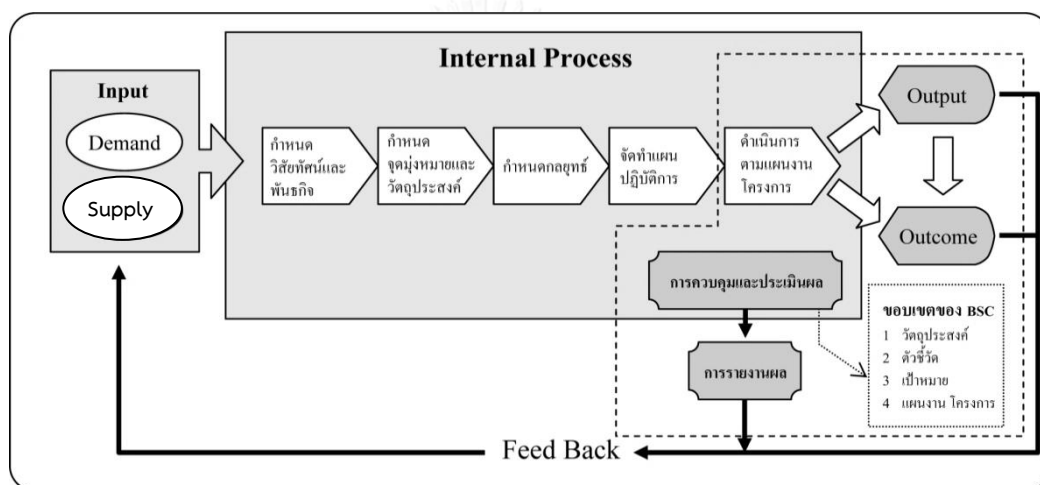 Internal Process
Input
Demand
Supply
กำหนด
วิสัยทัศน์และ
พันธกิจ
กำหนด
จุดมุ่งหมายและ
วัตถุประสงค์
กำหนดกลยุทธ์
จัดทำแผน
ปฏิบัติการ
ดำเนินการ
ตามแผนงาน
โครงการ
Output
Outcome
การควบคุมและประเมินผล
การรายงานผล
ขอบเขตของ BSC
1 วัตถุประสงค์
2 ตัวชี้วัด
3 เป้าหมาย
4 แผนงาน โครงการ
Feed Back